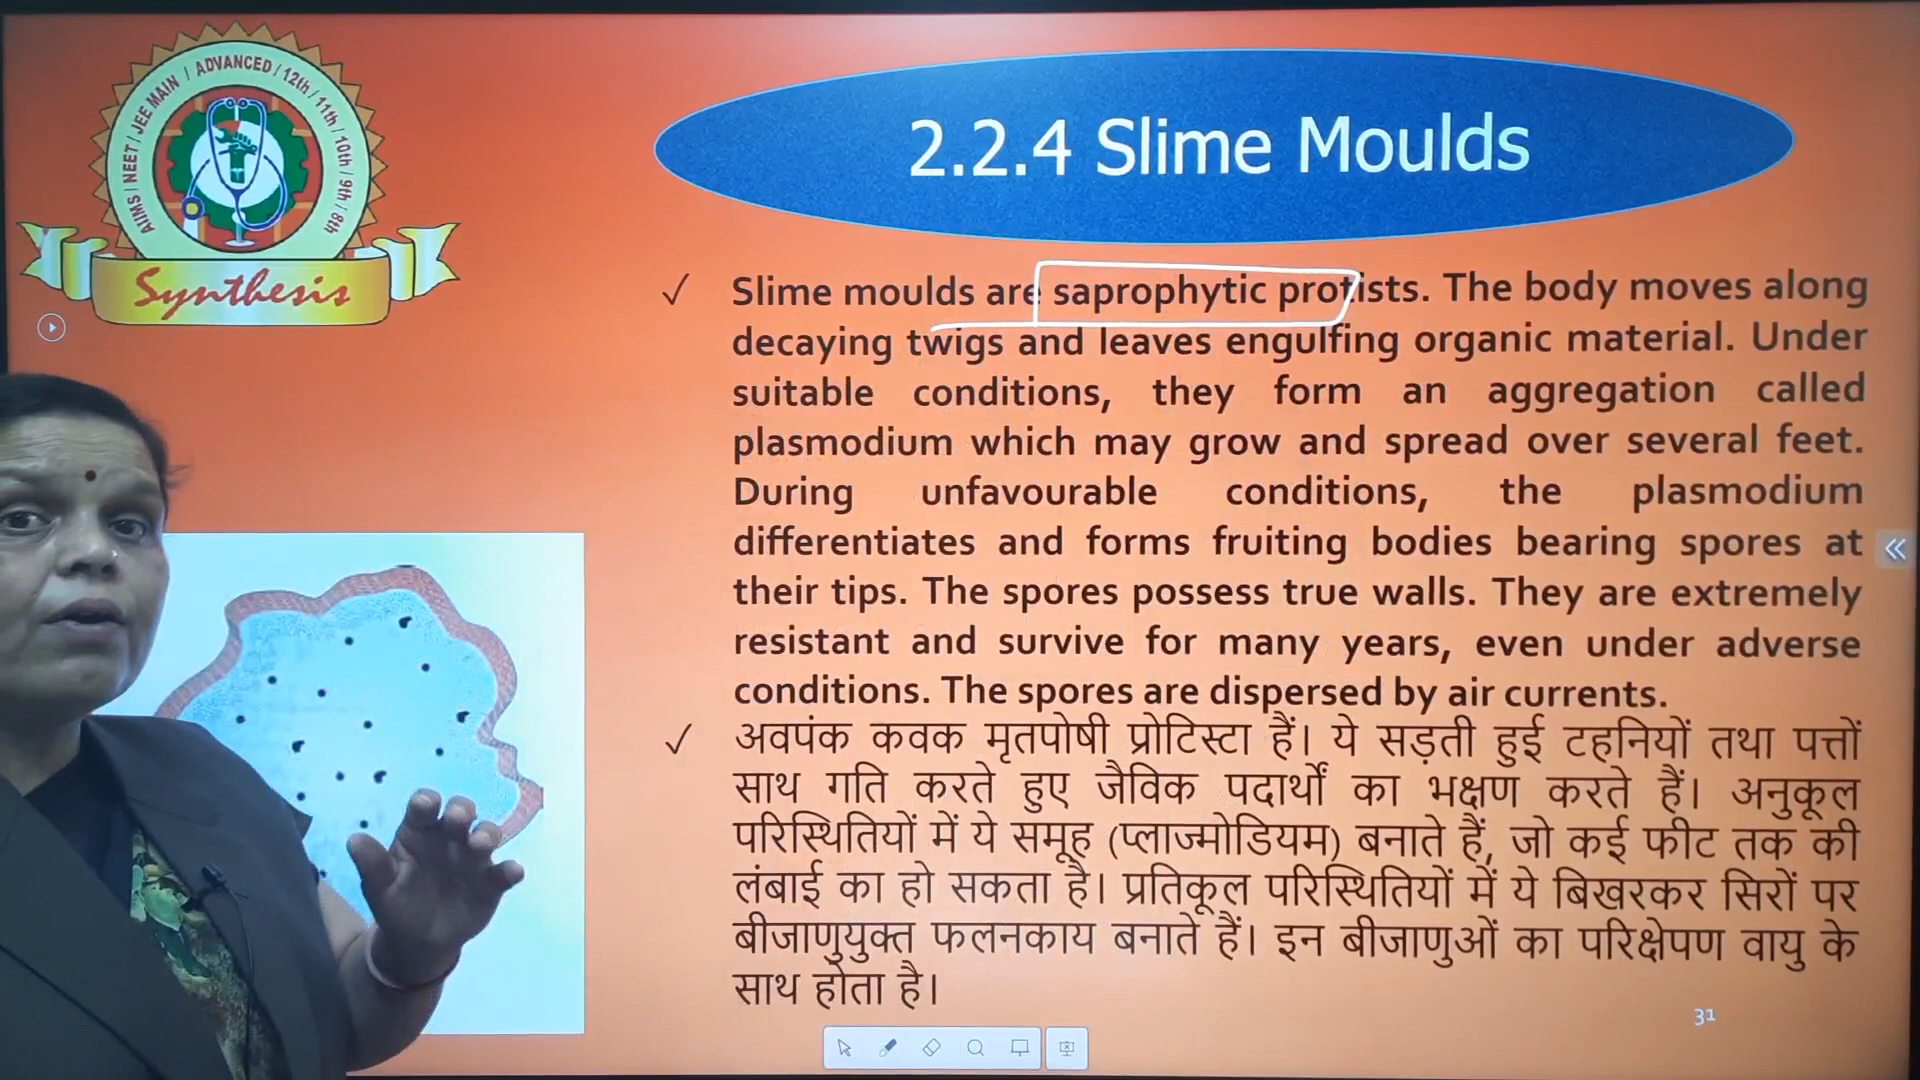 AIIMS | NEET | JEE MAIN | ADVANCED / 12th / 11th / 10th / 9th / 8th
Synthesis
2.2.4 Slime Moulds
✓ Slime moulds are saprophytic protists. The body moves along
decaying twigs and leaves engulfing organic material. Under
suitable conditions, they form an aggregation called
plasmodium which may grow and spread over several feet.
During unfavourable conditions, the plasmodium
differentiates and forms fruiting bodies bearing spores at
their tips. The spores possess true walls. They are extremely
resistant and survive for many years, even under adverse
conditions. The spores are dispersed by air currents.
✓ अवपंक कवक मृतपोषी प्रोटिस्टा हैं। ये सड़ती हुई टहनियों तथा पत्तों
साथ गति करते हुए जैविक पदार्थों का भक्षण करते हैं। अनुकूल
परिस्थितियों में ये समूह (प्लाज्मोडियम) बनाते हैं, जो कई फीट तक की
लंबाई का हो सकता है। प्रतिकूल परिस्थितियों में ये बिखरकर सिरों पर
बीजाणुयुक्त फलनकाय बनाते हैं। इन बीजाणुओं का परिक्षेपण वायु के
साथ होता है।
31